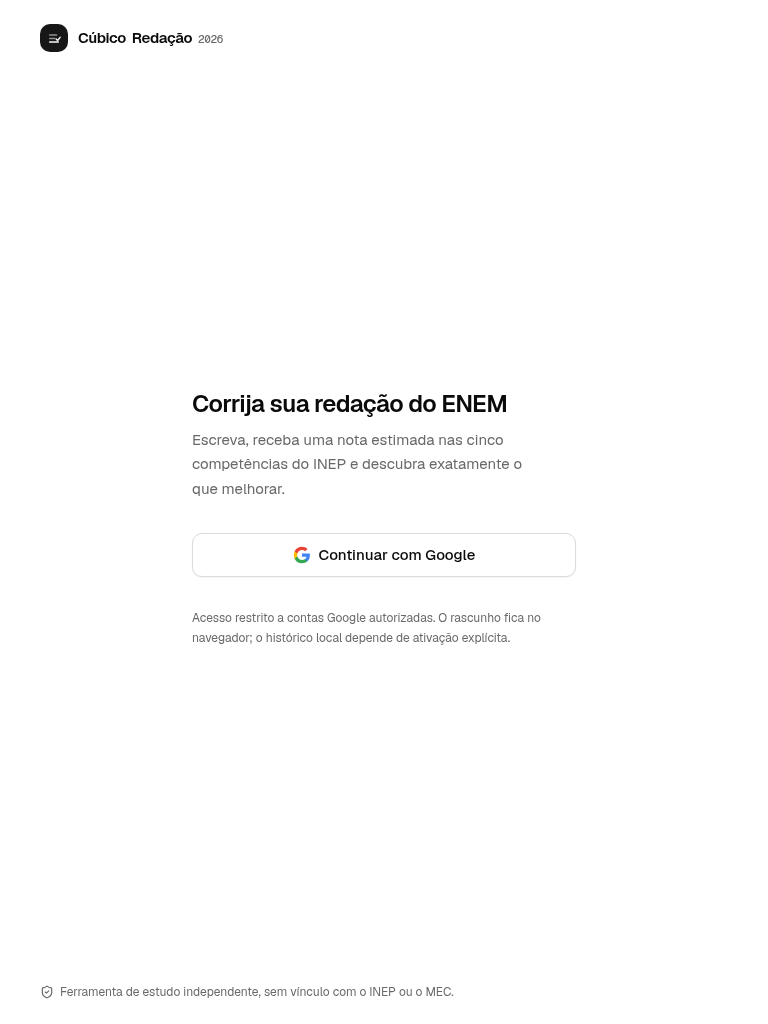 Cúbico Redação 2026
Corrija sua redação do ENEM
Escreva, receba uma nota estimada nas cinco
competências do INEP e descubra exatamente o
que melhorar.
Continuar com Google
Acesso restrito a contas Google autorizadas. O rascunho fica no
navegador; o histórico local depende de ativação explícita.
Ferramenta de estudo independente, sem vínculo com o INEP ou o MEC.